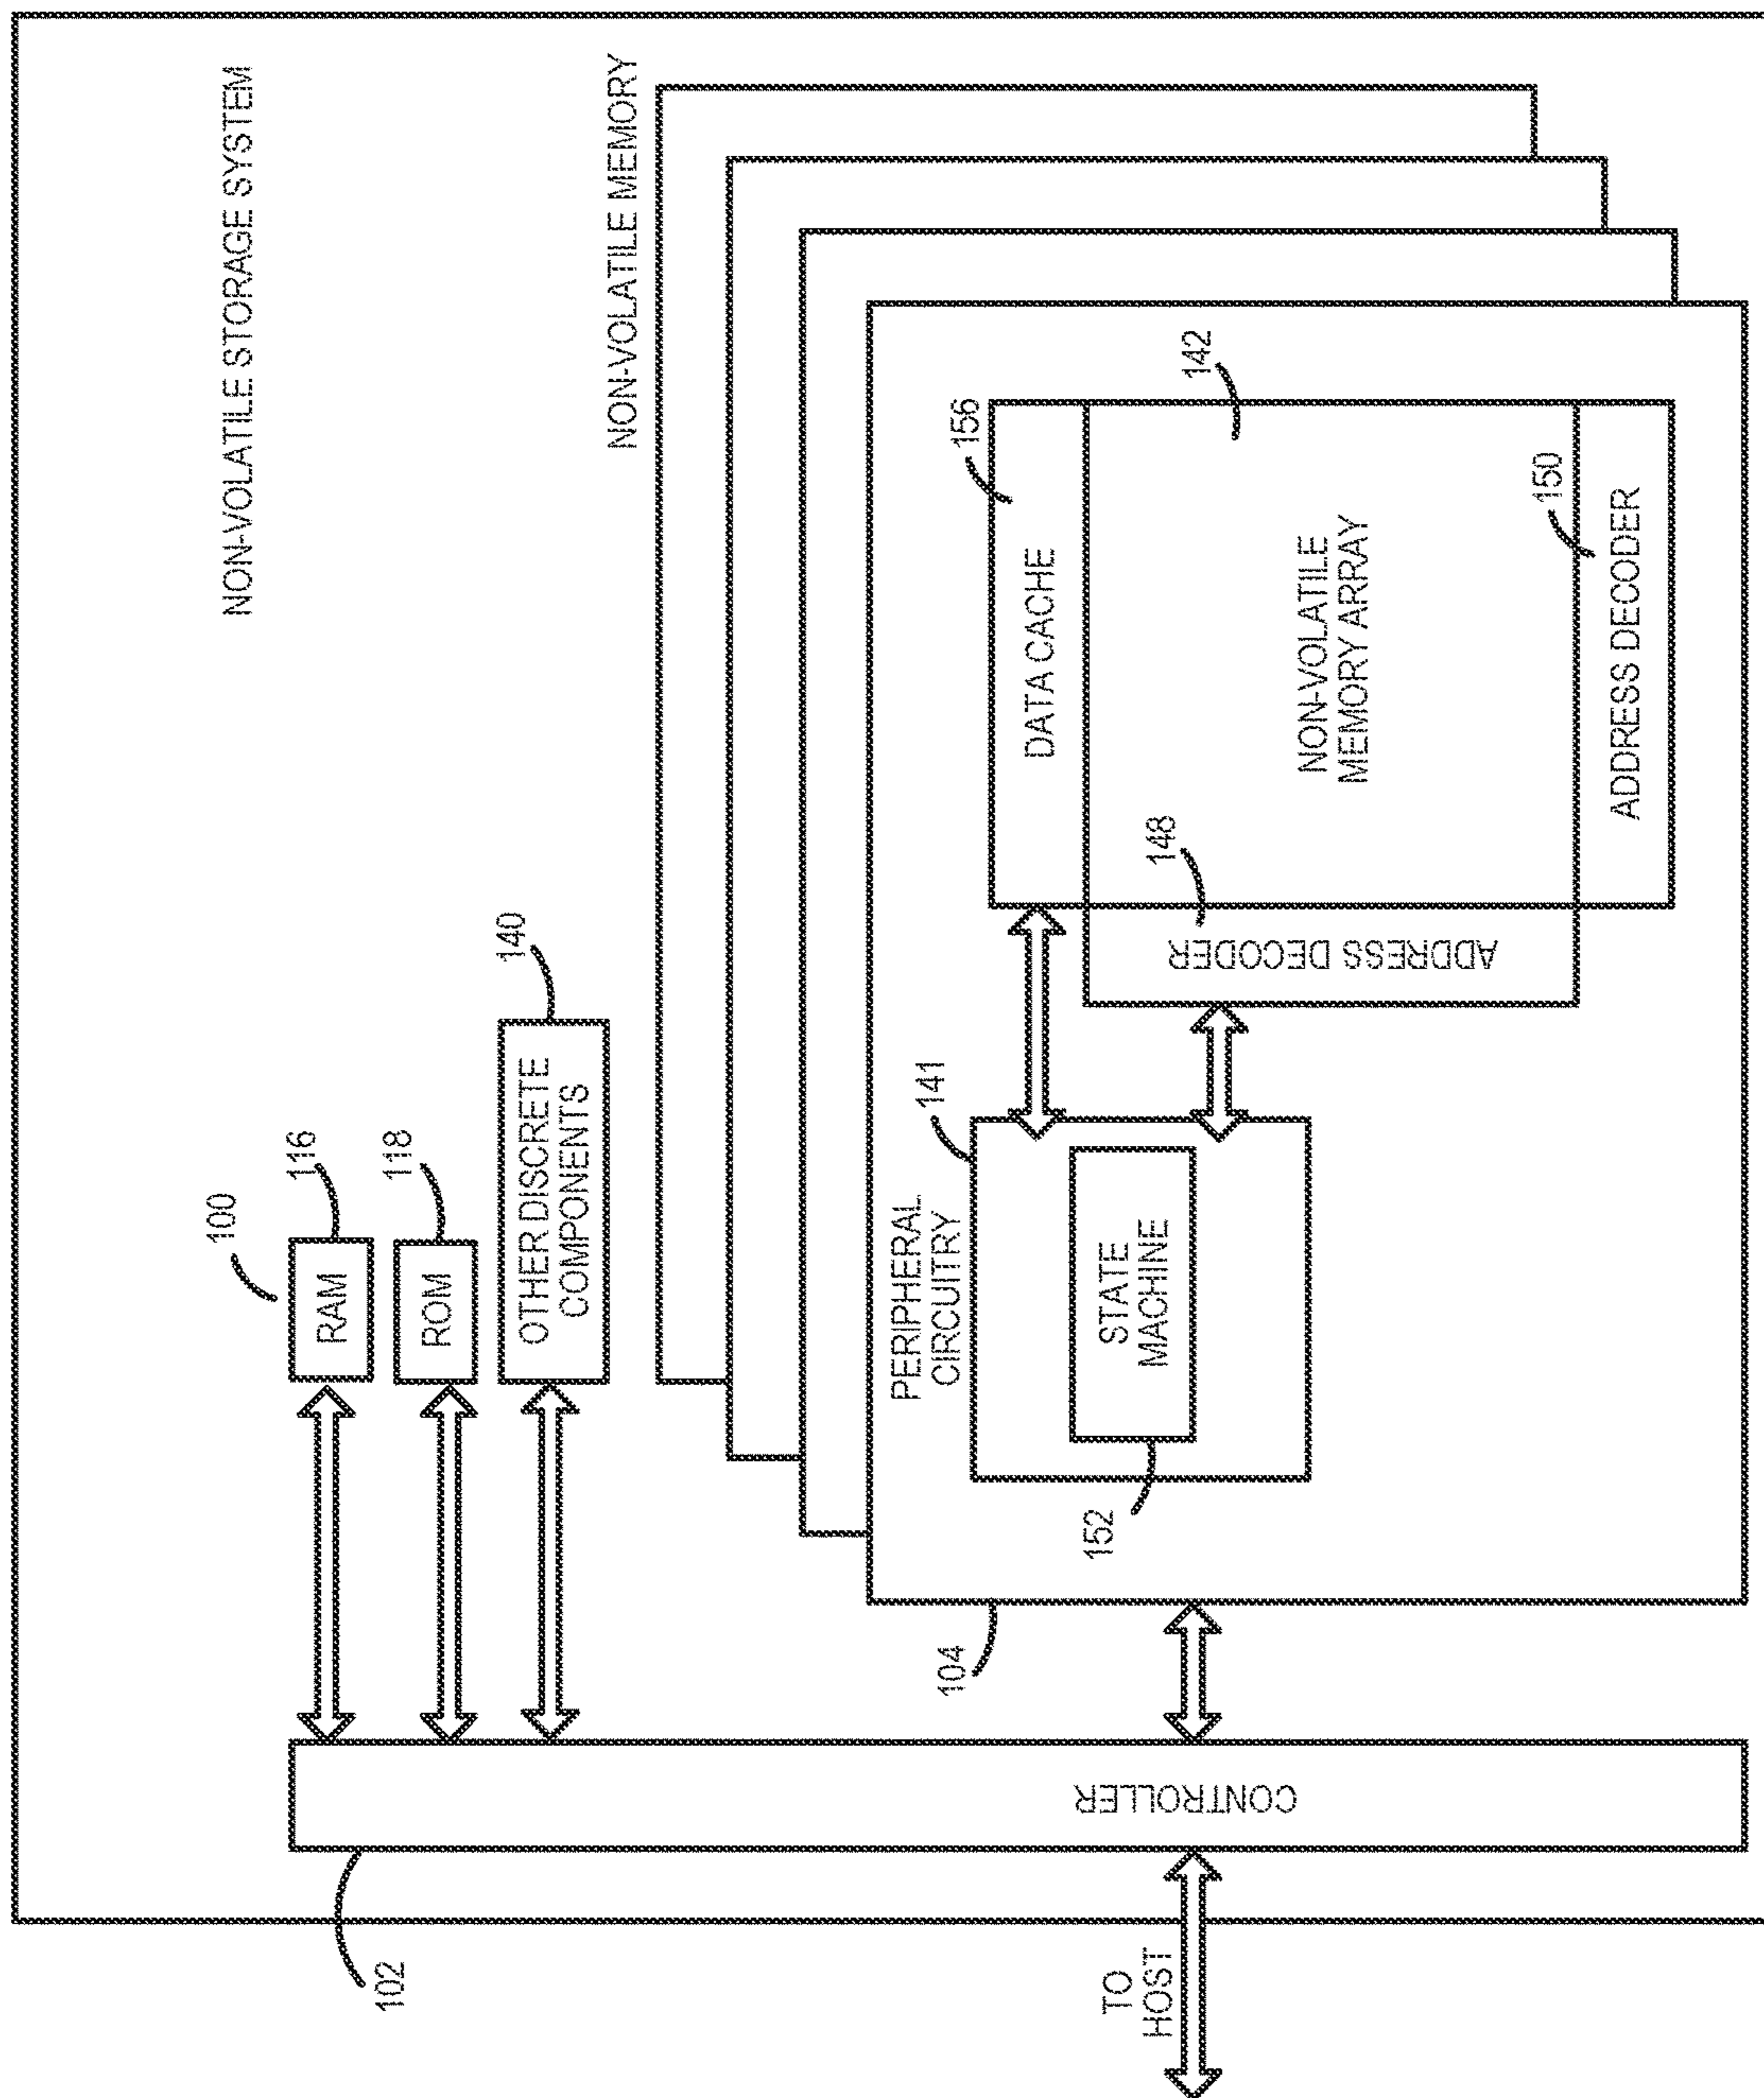 100
NON-VOLATILE STORAGE SYSTEM
116
RAM
102
118
ROM
140
OTHER DISCRETE
COMPONENTS
NON-VOLATILE MEMORY
PERIPHERAL
CIRCUITRY
141
104
156
DATA CACHE
STATE
MACHINE
152
TO
HOST
CONTROLLER
148
ADDRESS DECODER
142
NON-VOLATILE
MEMORY ARRAY
150
ADDRESS DECODER